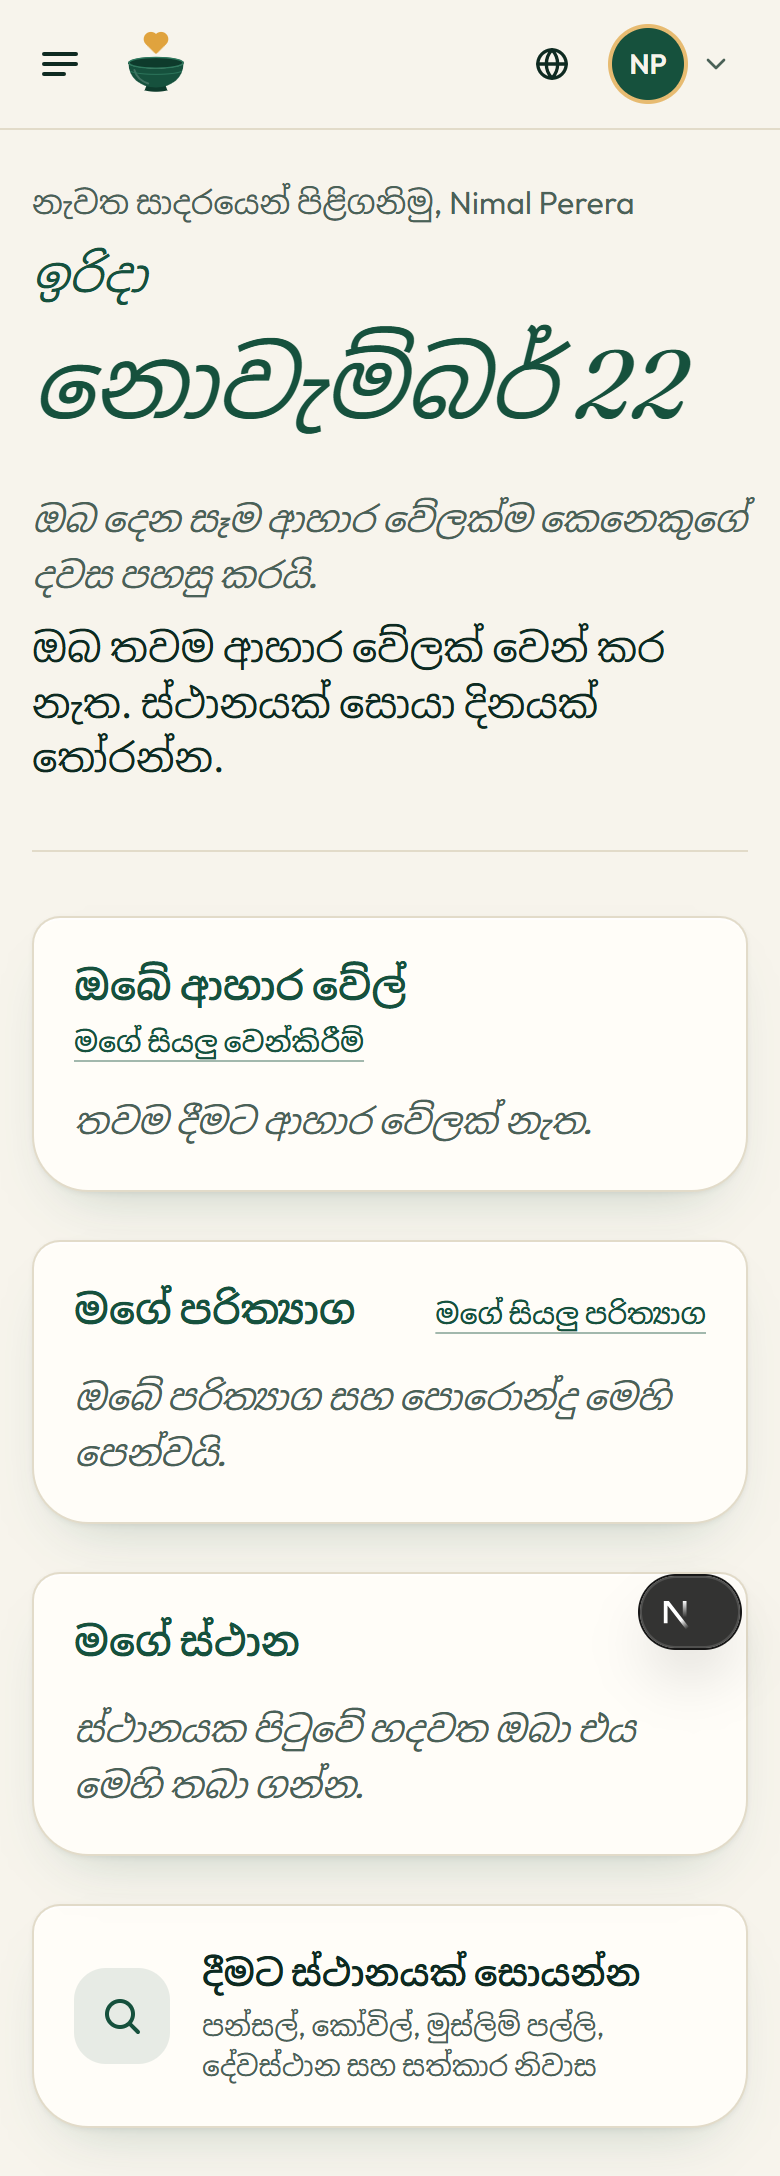 NP
නැවත සාදරයෙන් පිළිගනිමු, Nimal Perera
ඉරිදා
නොවැම්බර් 22
ඔබ දෙන සෑම ආහාර වේලක්ම කෙනෙකුගේ
දවස පහසු කරයි.
ඔබ තවම ආහාර වේලක් වෙන් කර
නැත. ස්ථානයක් සොයා දිනයක්
තෝරන්න.
ඔබේ ආහාර වේල්
මගේ සියලු වෙන්කිරීම්
තවම දීමට ආහාර වේලක් නැත.
මගේ පරිත්‍යාග
මගේ සියලු පරිත්‍යාග
ඔබේ පරිත්‍යාග සහ පොරොන්දු මෙහි
පෙන්වයි.
මගේ ස්ථාන
N
ස්ථානයක පිටුවේ හදවත ඔබා එය
මෙහි තබා ගන්න.
දීමට ස්ථානයක් සොයන්න
පන්සල්, කෝවිල්, මුස්ලිම් පල්ලි,
දේවස්ථාන සහ සත්කාර නිවාස